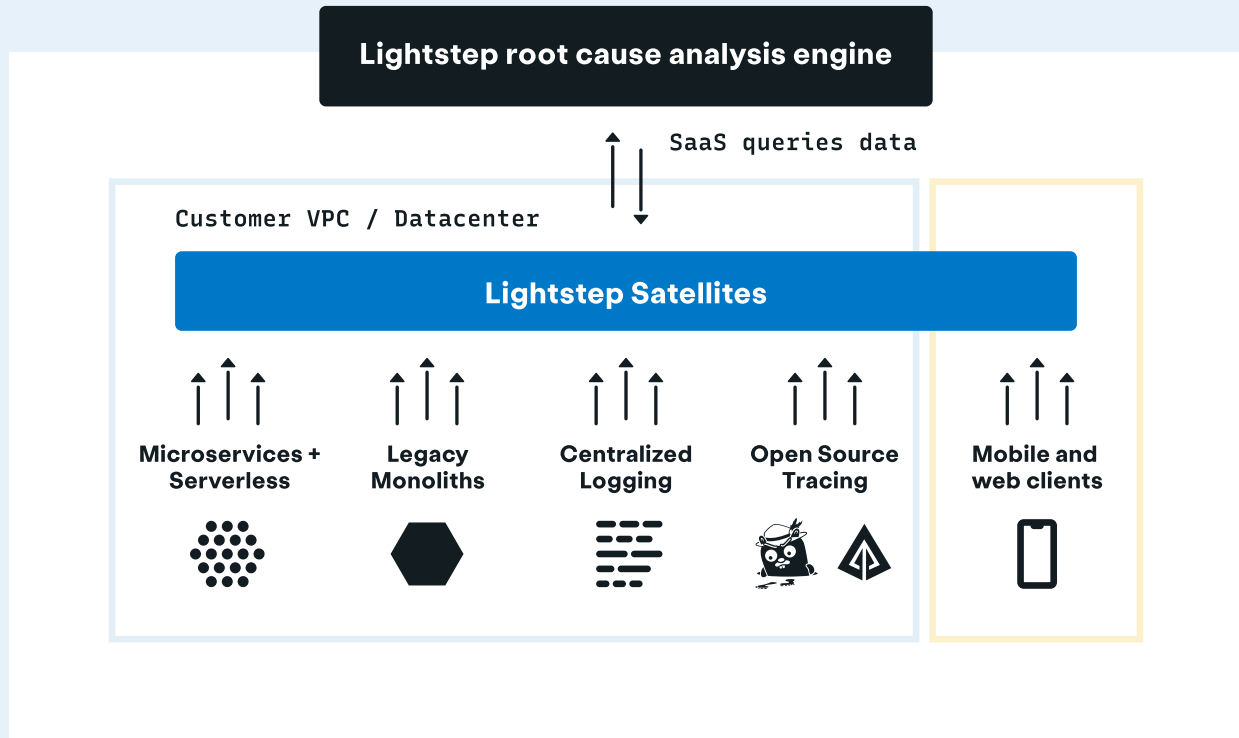 Lightstep root cause analysis engine
SaaS queries data
Customer VPC / Datacenter
Lightstep Satellites
Microservices +
Serverless
Legacy
Monoliths
Centralized
Logging
Open Source
Tracing
Mobile and
web clients